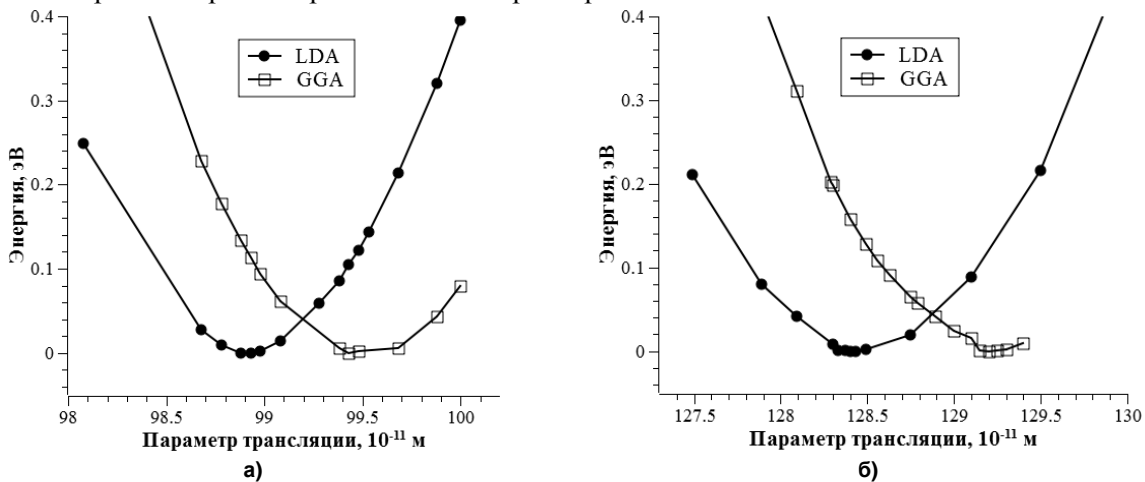 0.4
0.3
0.2
0.1
0
Энергия, эВ
LDA
GGA
98 98.5 99 99.5 100
Параметр трансляции, 10⁻¹¹ м
а)
0.4
0.3
0.2
0.1
0
Энергия, эВ
LDA
GGA
127.5 128 128.5 129 129.5 130
Параметр трансляции, 10⁻¹¹ м
б)